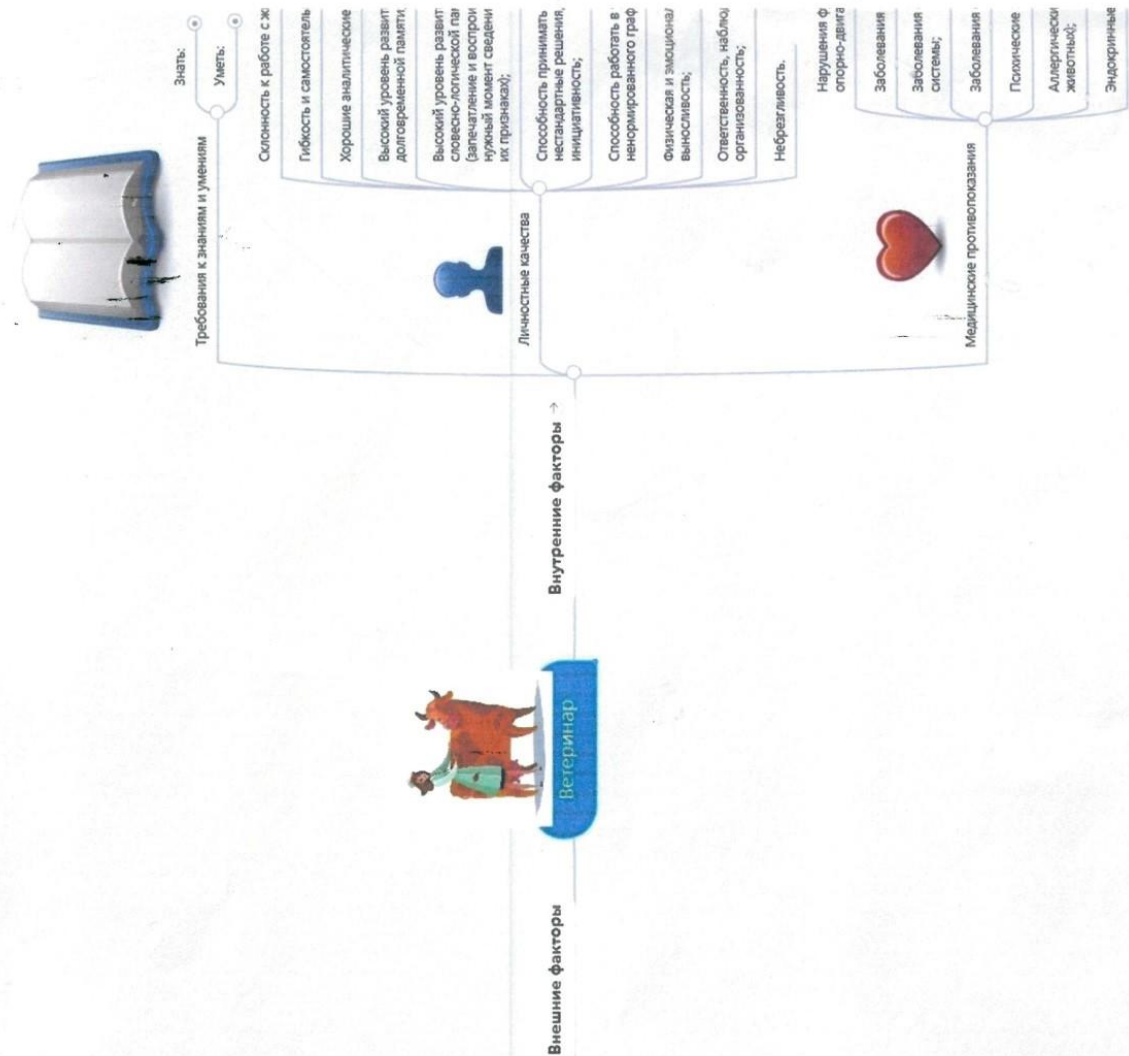 Внешние факторы
Ветеринар
Внутренние факторы →
Требования к знаниям и умениям
Знать:
Уметь:
Личностные качества
Склонность к работе с ж
Гибкость и самостоятель
Хорошие аналитические
Высокий уровень развит
долговременной памяти
Высокий уровень развит
словесно-логической па
(запечатление и воспрои
нужный момент сведени
их признаках);
Способность принимать
нестандартные решения,
инициативность;
Способность работать в
ненормированного граф
Физическая и эмоционал
выносливость;
Ответственность, наблюд
организованность;
Небрезгливость.
Медицинские противопоказания
Нарушения ф
опорно-двига
Заболевания
Заболевания
системы;
Заболевания
Психические
Аллергически
животных);
Эндокринные